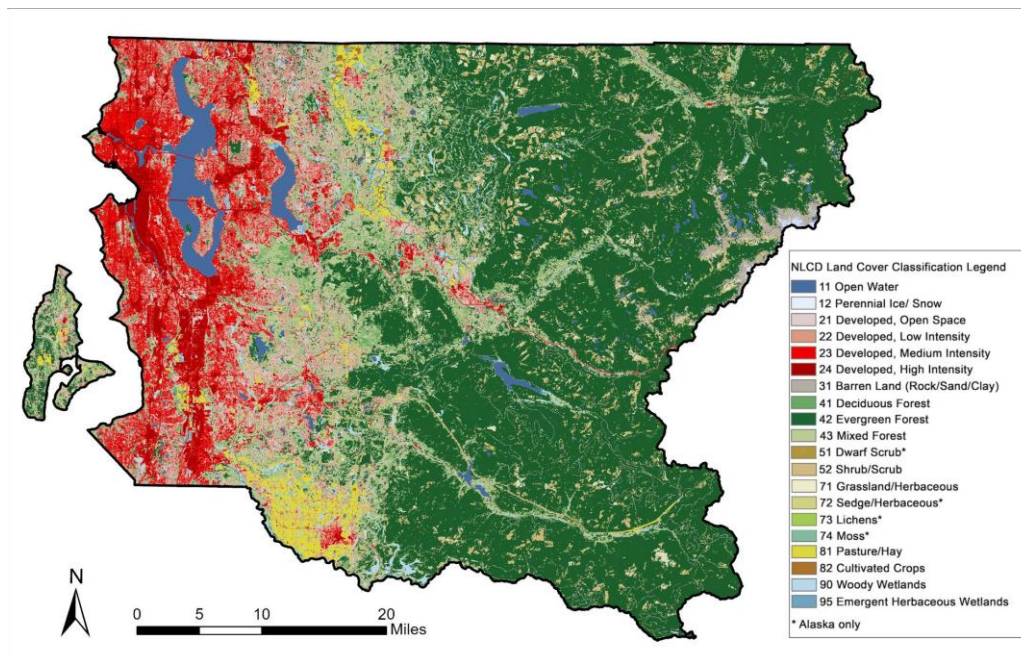 NLCD Land Cover Classification Legend
11 Open Water
12 Perennial Ice/ Snow
21 Developed, Open Space
22 Developed, Low Intensity
23 Developed, Medium Intensity
24 Developed, High Intensity
31 Barren Land (Rock/Sand/Clay)
41 Deciduous Forest
42 Evergreen Forest
43 Mixed Forest
51 Dwarf Scrub*
52 Shrub/Scrub
71 Grassland/Herbaceous
72 Sedge/Herbaceous*
73 Lichens*
74 Moss*
81 Pasture/Hay
82 Cultivated Crops
90 Woody Wetlands
95 Emergent Herbaceous Wetlands
* Alaska only
N
0 5 10 20
Miles